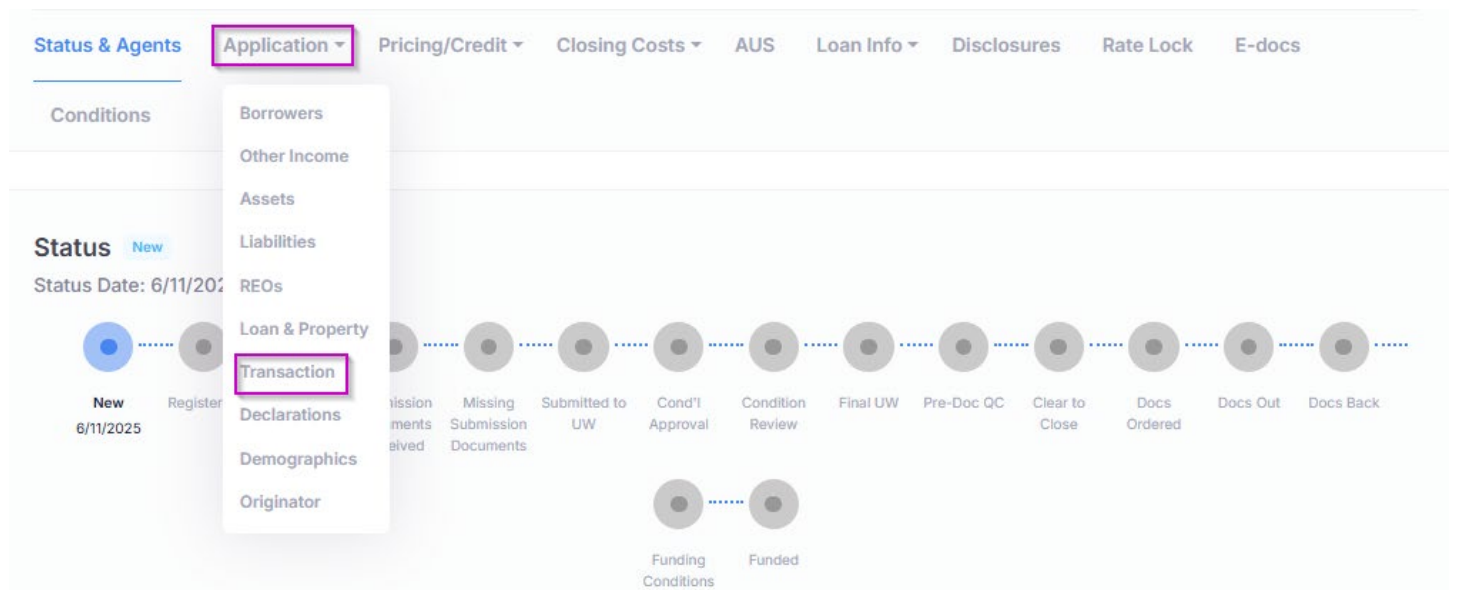 Status & Agents Application Pricing/Credit Closing Costs AUS Loan Info Disclosures Rate Lock E-docs
Conditions
Borrowers
Other Income
Assets
Liabilities
REOs
Loan & Property
Transaction
Declarations
Demographics
Originator
Status New
Status Date: 6/11/202
New
6/11/2025
Register
Missing
Submission
Documents
Submitted to
UW
Cond'l
Approval
Condition
Review
Final UW
Pre-Doc QC
Clear to
Close
Docs
Ordered
Docs Out
Docs Back
Funding
Conditions
Funded